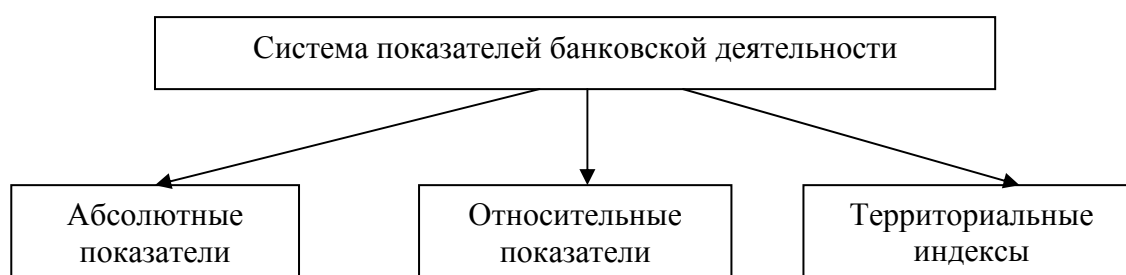 Система показателей банковской деятельности
Абсолютные
показатели
Относительные
показатели
Территориальные
индексы